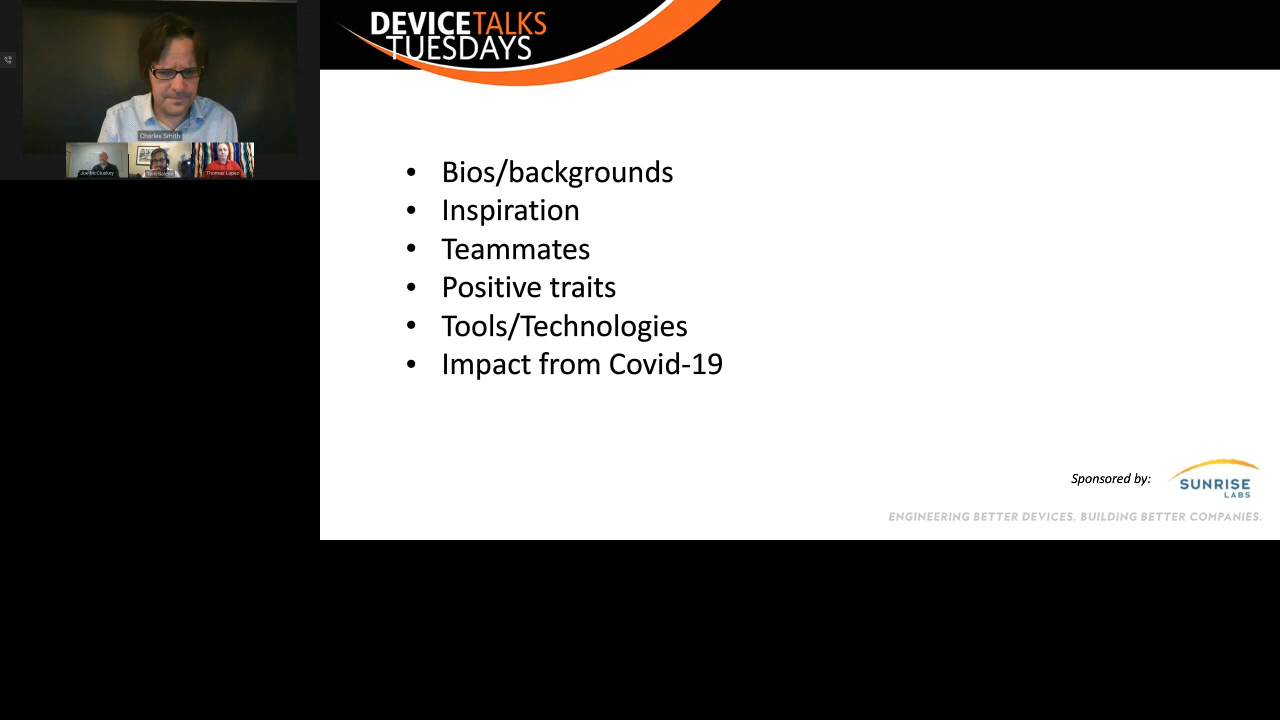 Charles Smith
Joe McCluskey
Thomas Lopez
DEVICETALKS
TUESDAYS
• Bios/backgrounds
• Inspiration
• Teammates
• Positive traits
• Tools/Technologies
• Impact from Covid-19
Sponsored by:
SUNRISE
LABS
ENGINEERING BETTER DEVICES. BUILDING BETTER COMPANIES.